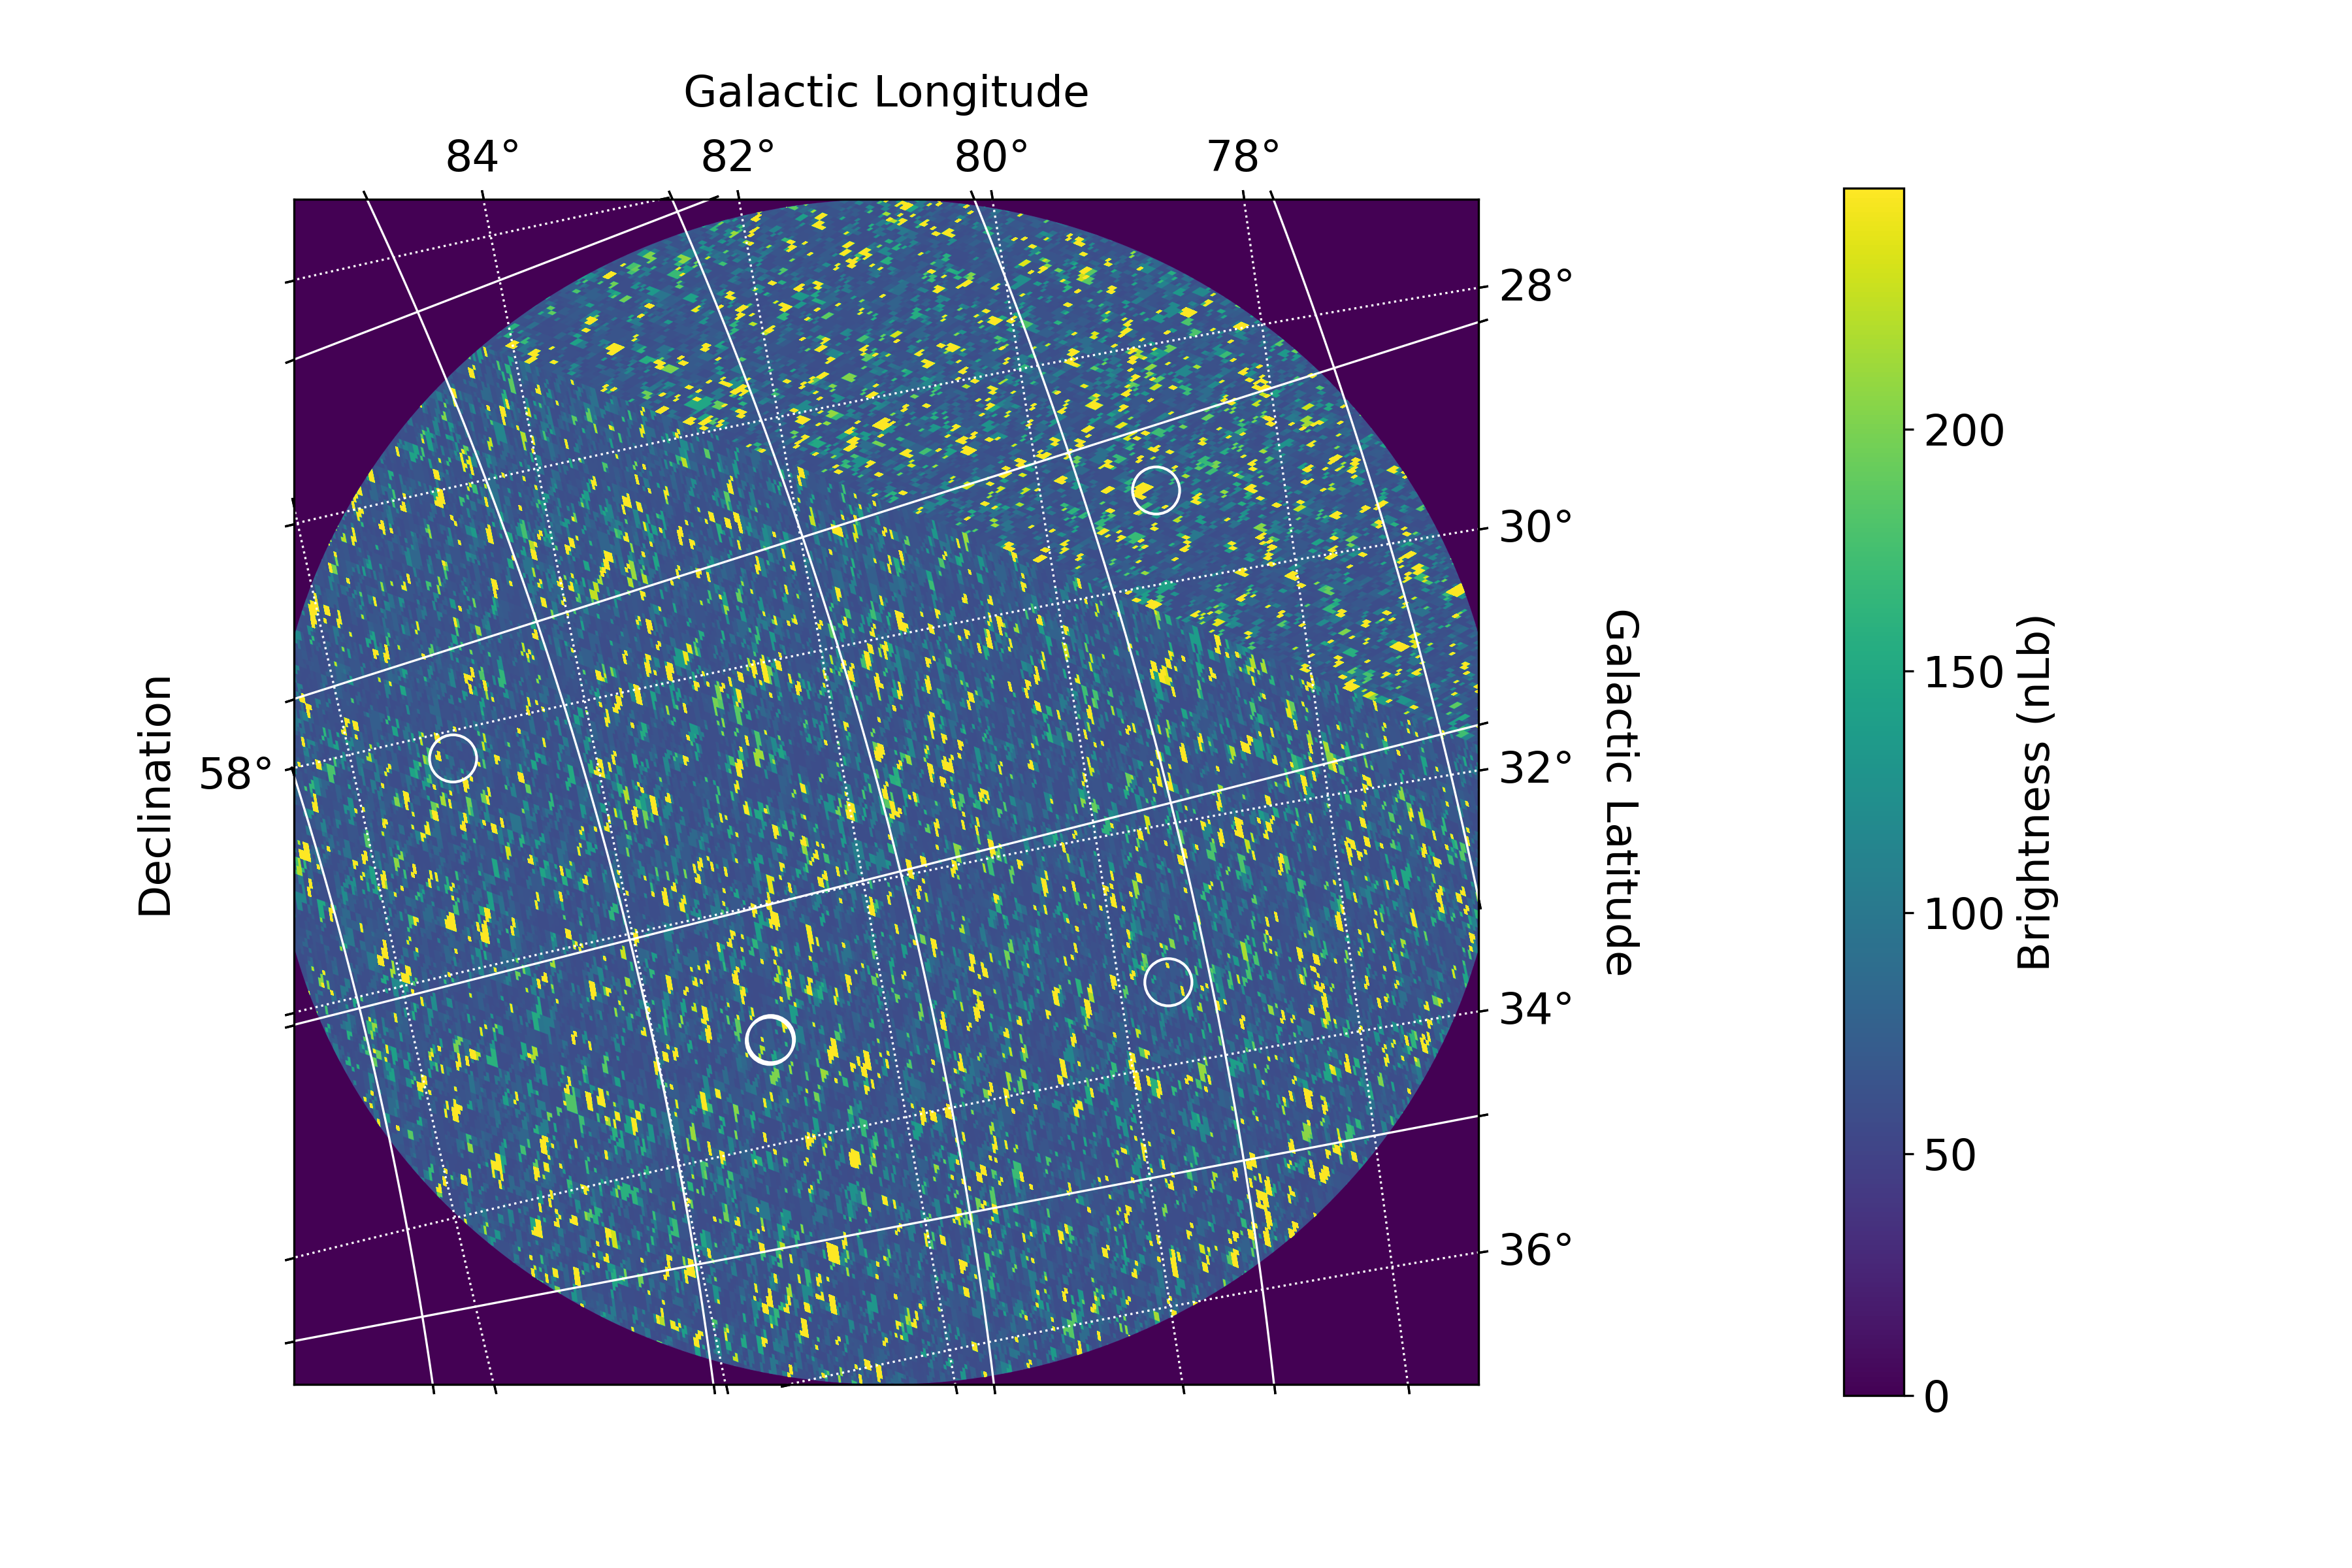 Galactic Longitude
84° 82° 80° 78°
28°
30°
32°
34°
36°
Galactic Latitude
Declination
58°
200
150
100
50
0
Brightness (nLb)